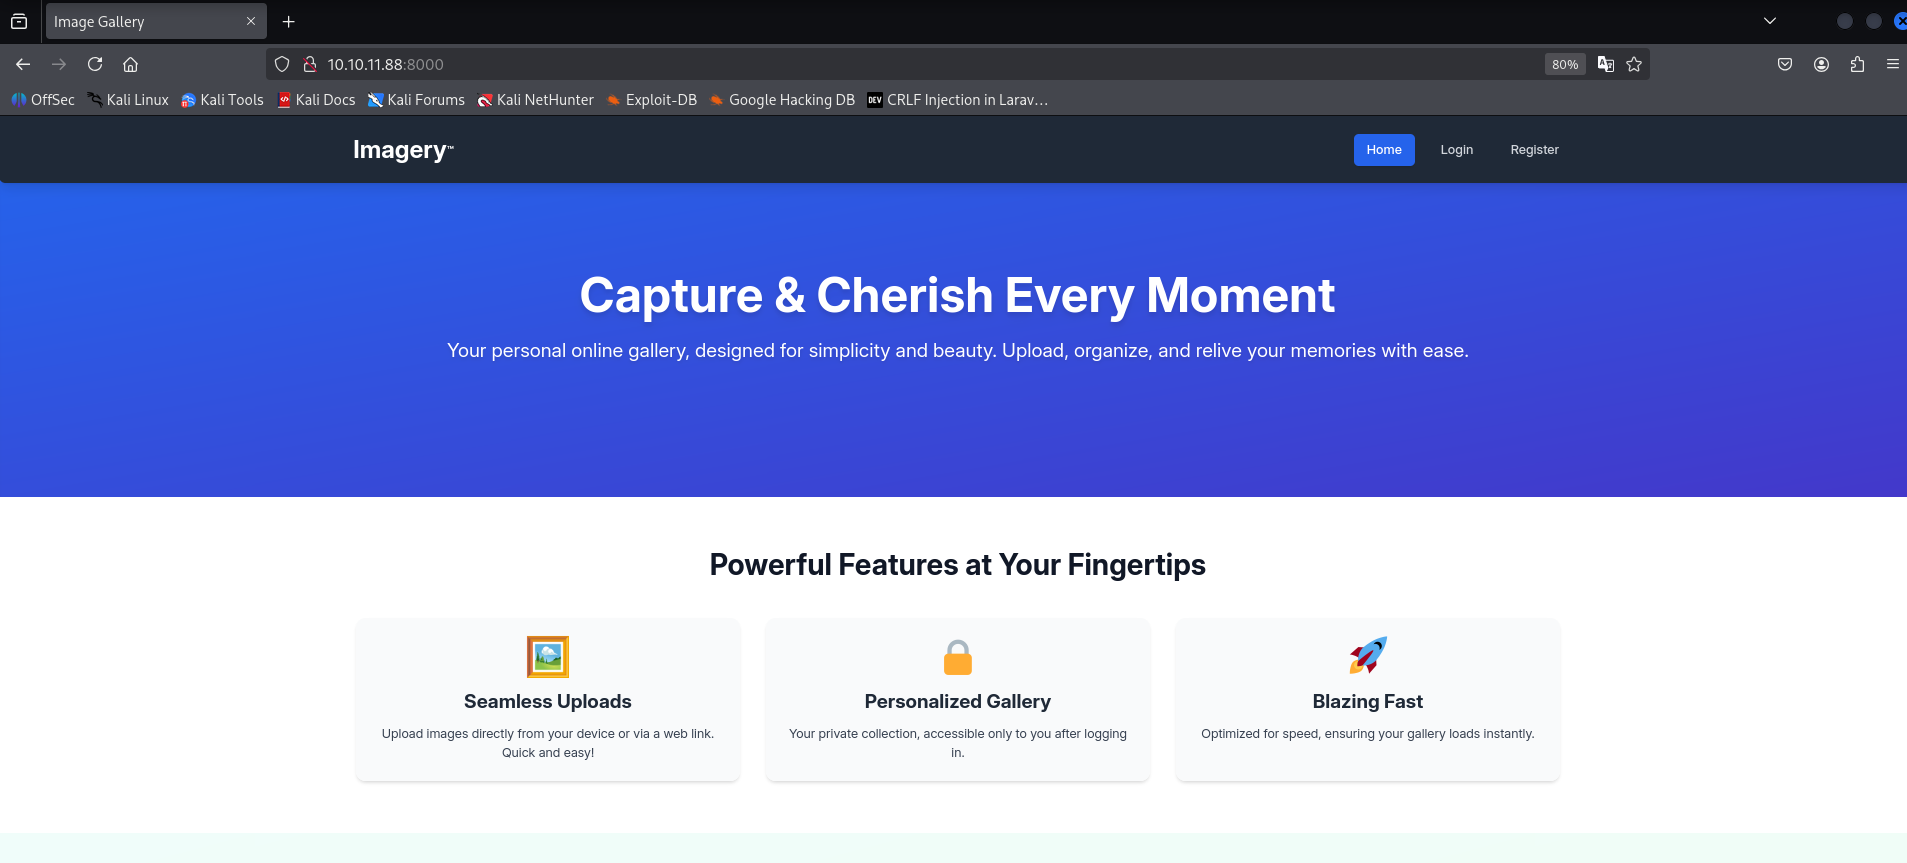 Image Gallery
10.10.11.88:8000
80%
OffSec
Kali Linux
Kali Tools
Kali Docs
Kali Forums
Kali NetHunter
Exploit-DB
Google Hacking DB
DEV
CRLF Injection in Larav…
Imagery™
Home
Login
Register
Capture & Cherish Every Moment
Your personal online gallery, designed for simplicity and beauty. Upload, organize, and relive your memories with ease.
Powerful Features at Your Fingertips
Seamless Uploads
Upload images directly from your device or via a web link.
Quick and easy!
Personalized Gallery
Your private collection, accessible only to you after logging
in.
Blazing Fast
Optimized for speed, ensuring your gallery loads instantly.